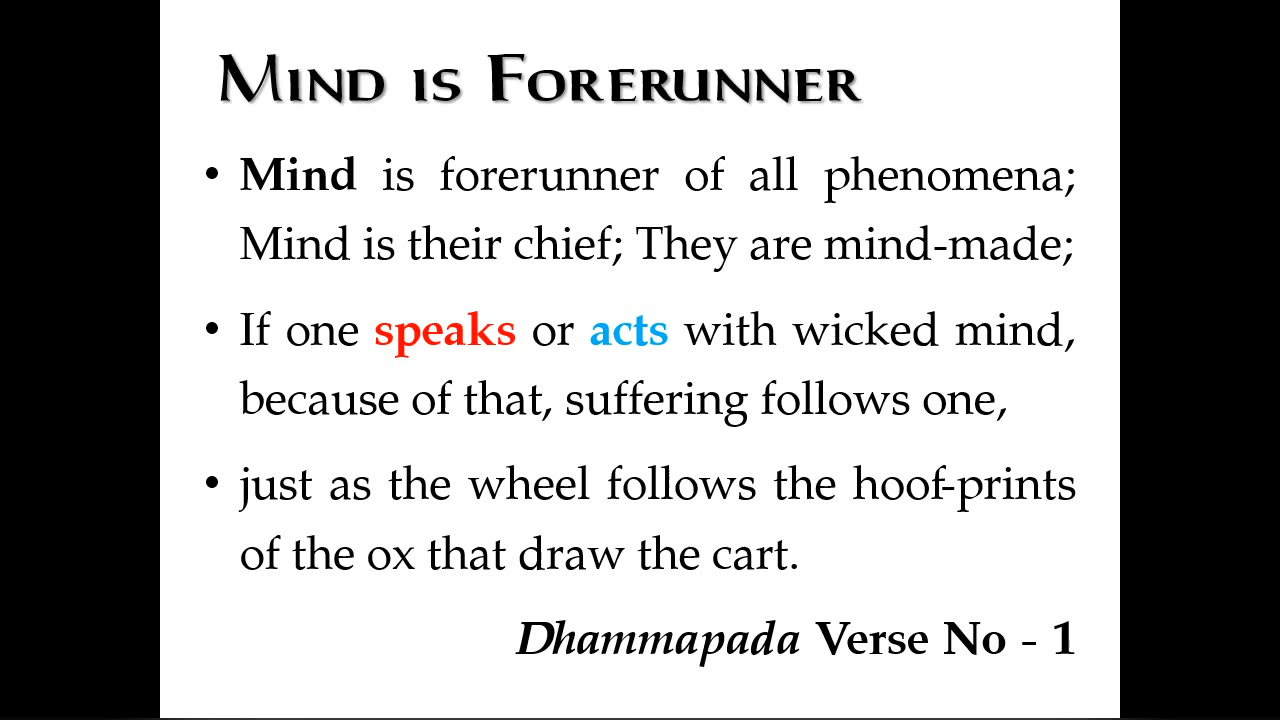 Mind is Forerunner
• Mind is forerunner of all phenomena;
Mind is their chief; They are mind-made;
• If one speaks or acts with wicked mind,
because of that, suffering follows one,
• just as the wheel follows the hoof-prints
of the ox that draw the cart.
Dhammapada Verse No - 1